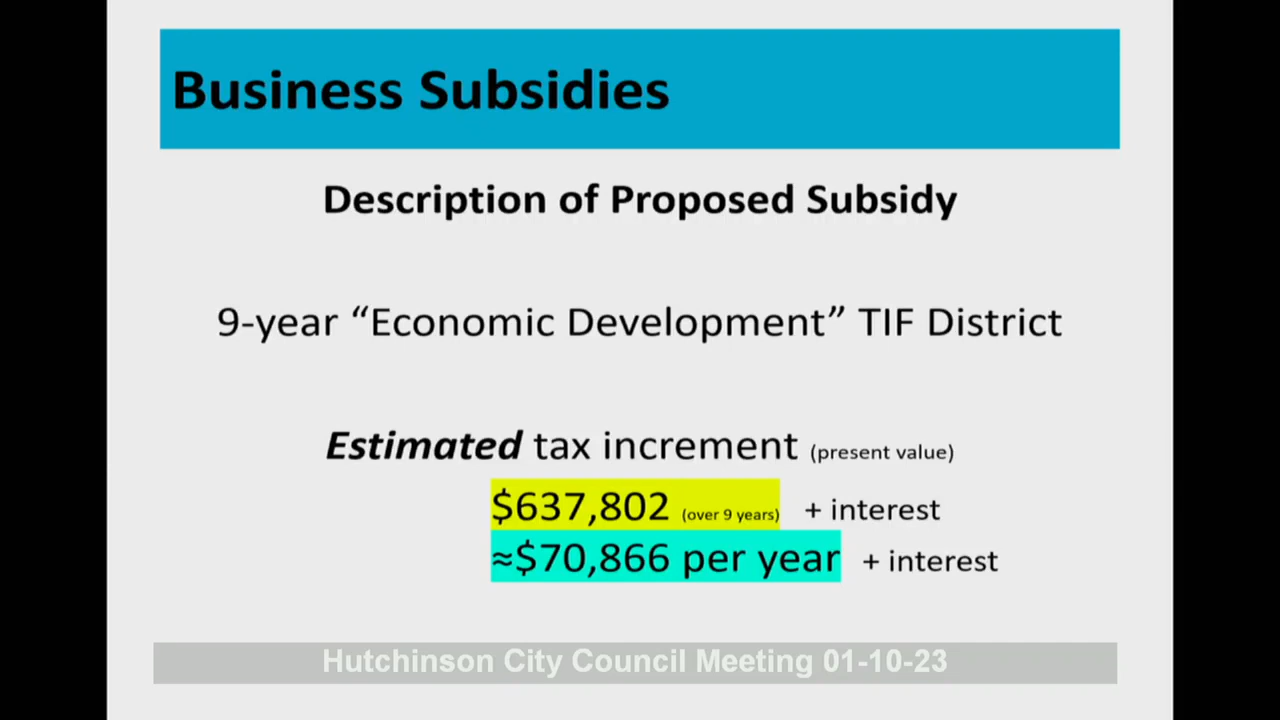 Business Subsidies
Description of Proposed Subsidy
9-year “Economic Development” TIF District
Estimated tax increment (present value)
$637,802 (over 9 years) + interest
≈$70,866 per year + interest
Hutchinson City Council Meeting 01-10-23